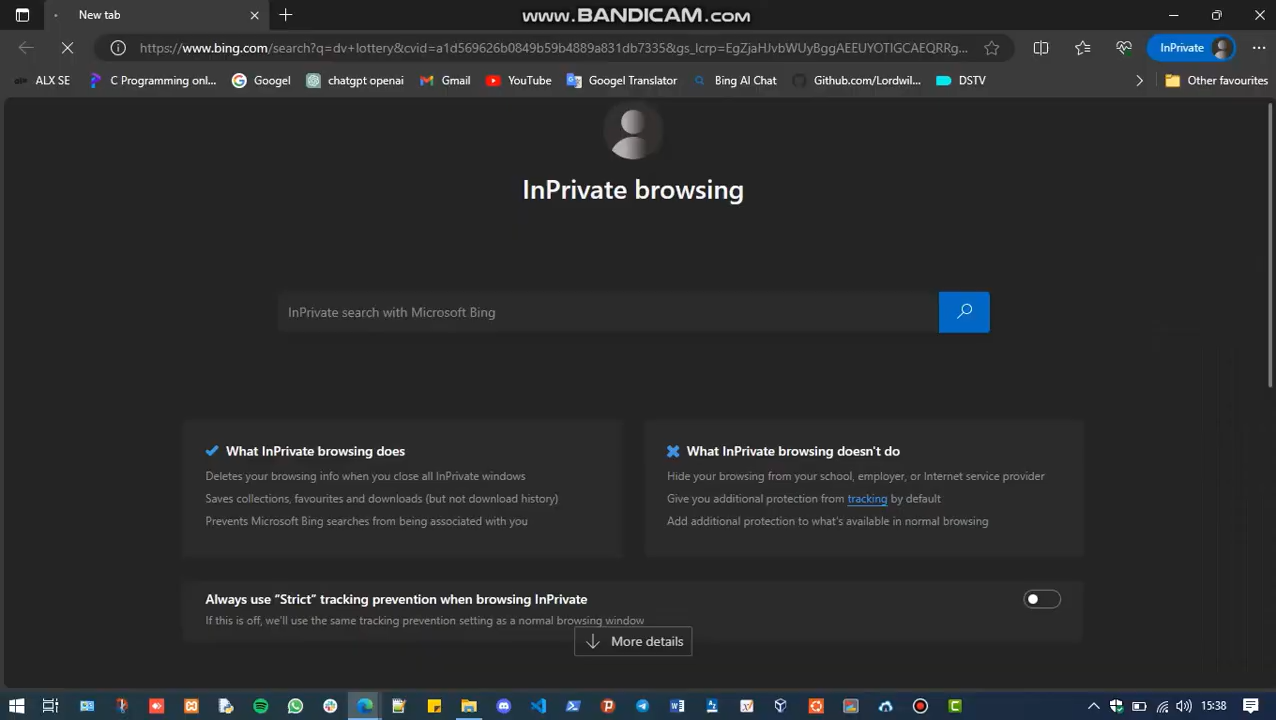 New tab
www.BANDICAM.com
https://www.bing.com/search?q=dv+lottery&cvid=a1d569626b0849b59b4889a831db7335&gs_lcrp=EgZjaHJvbWUyBggAEEUYOTIGCAEQRRg...
InPrivate
ALX SE
C Programming onl...
Googel
chatgpt openai
Gmail
YouTube
Googel Translator
Bing AI Chat
Github.com/Lordwil...
DSTV
Other favourites
InPrivate browsing
InPrivate search with Microsoft Bing
What InPrivate browsing does
Deletes your browsing info when you close all InPrivate windows
Saves collections, favourites and downloads (but not download history)
Prevents Microsoft Bing searches from being associated with you
What InPrivate browsing doesn't do
Hide your browsing from your school, employer, or Internet service provider
Give you additional protection from tracking by default
Add additional protection to what's available in normal browsing
Always use “Strict” tracking prevention when browsing InPrivate
If this is off, we'll use the same tracking prevention setting as a normal browsing window
More details
15:38